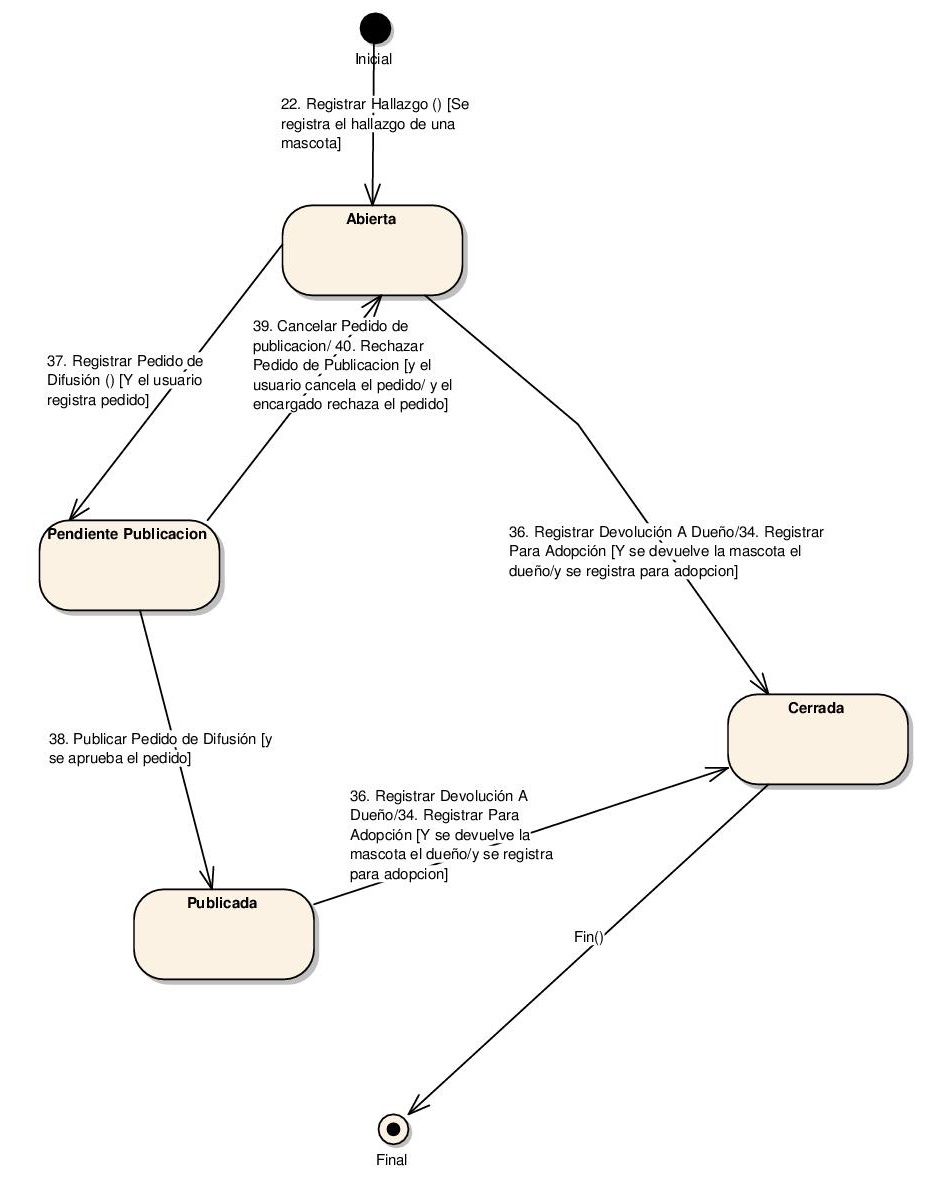 Inicial
22. Registrar Hallazgo () [Se
registra el hallazgo de una
mascota]
Abierta
39. Cancelar Pedido de
publicacion/ 40. Rechazar
Pedido de Publicacion [y el
usuario cancela el pedido/ y el
encargado rechaza el pedido]
37. Registrar Pedido de
Difusión () [Y el usuario
registra pedido]
Pendiente Publicacion
36. Registrar Devolución A Dueño/34. Registrar
Para Adopción [Y se devuelve la mascota el
dueño/y se registra para adopcion]
Cerrada
38. Publicar Pedido de Difusión [y
se aprueba el pedido]
36. Registrar Devolución A
Dueño/34. Registrar Para
Adopción [Y se devuelve la
mascota el dueño/y se registra
para adopcion]
Publicada
Fin()
Final